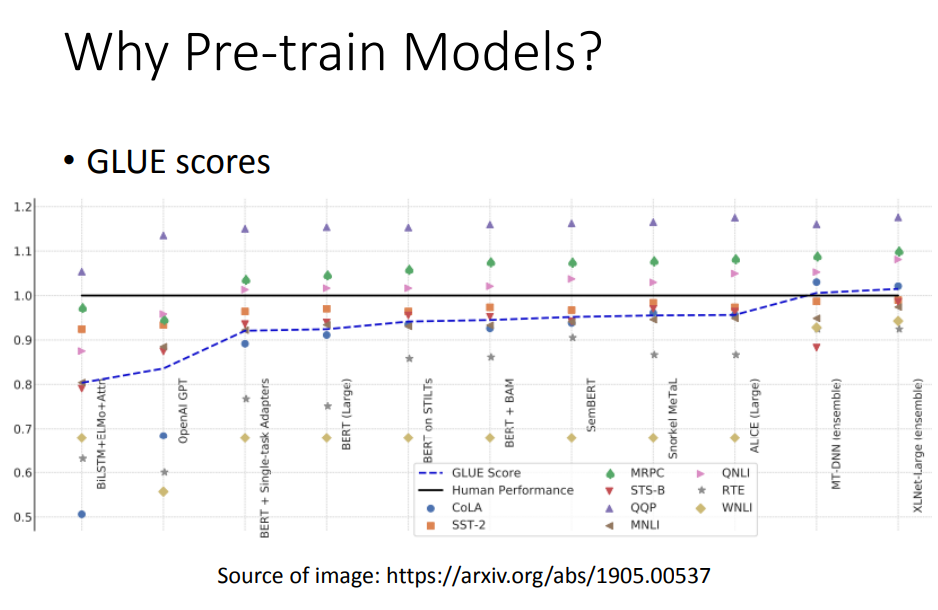 Why Pre-train Models?
• GLUE scores
1.2
1.1
1.0
0.9
0.8
0.7
0.6
0.5
BiLSTM+ELMo+Attn
OpenAI GPT
BERT + Single-task Adapters
BERT (Large)
BERT on STILTs
BERT + BAM
SemBERT
Snorkel MeTaL
ALICE (Large)
MT-DNN (ensemble)
XLNet-Large (ensemble)
GLUE Score
Human Performance
CoLA
SST-2
MRPC
STS-B
QQP
MNLI
QNLI
RTE
WNLI
Source of image: https://arxiv.org/abs/1905.00537